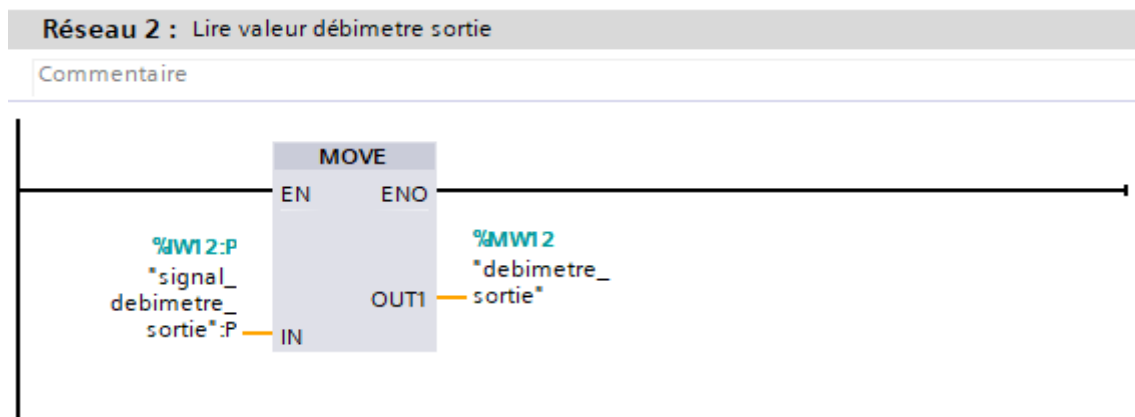 Réseau 2 : Lire valeur débimetre sortie
Commentaire
MOVE
EN ENO
%IW12:P
"signal_
debimetre_
sortie":P
IN
OUT1
%MW12
"debimetre_
sortie"